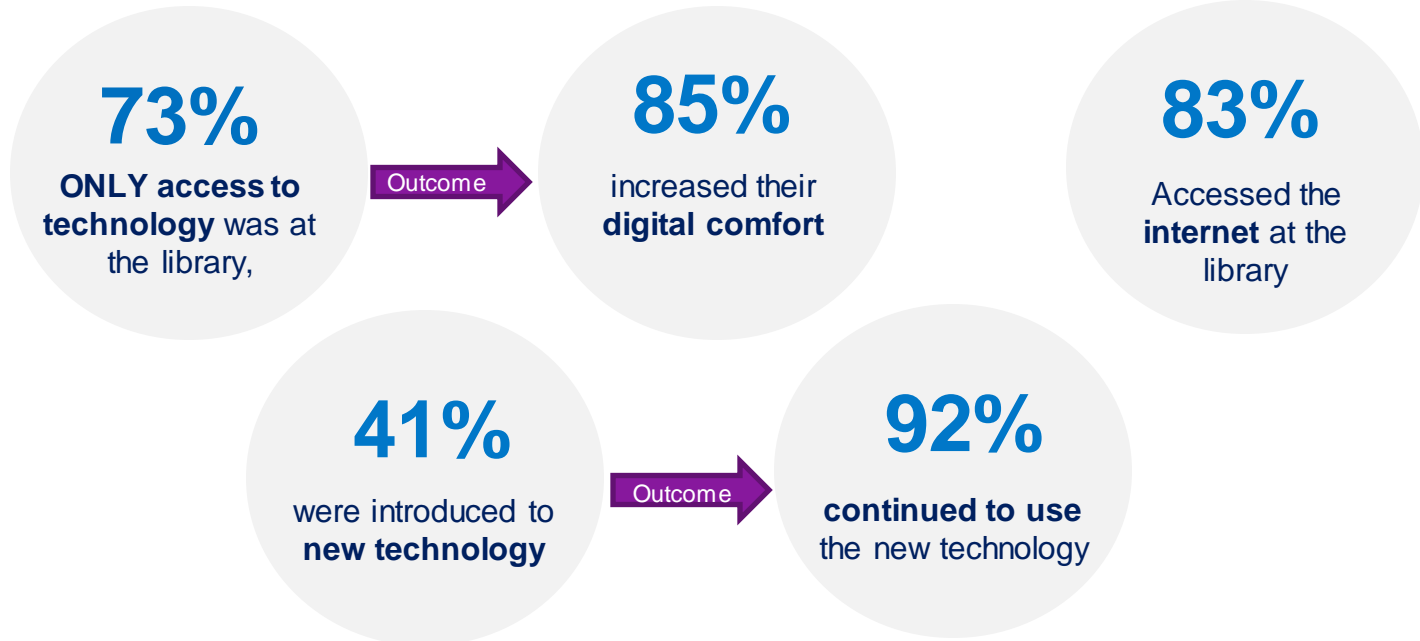 73%
ONLY access to
technology was at
the library,
Outcome
85%
increased their
digital comfort
83%
Accessed the
internet at the
library
41%
were introduced to
new technology
Outcome
92%
continued to use
the new technology